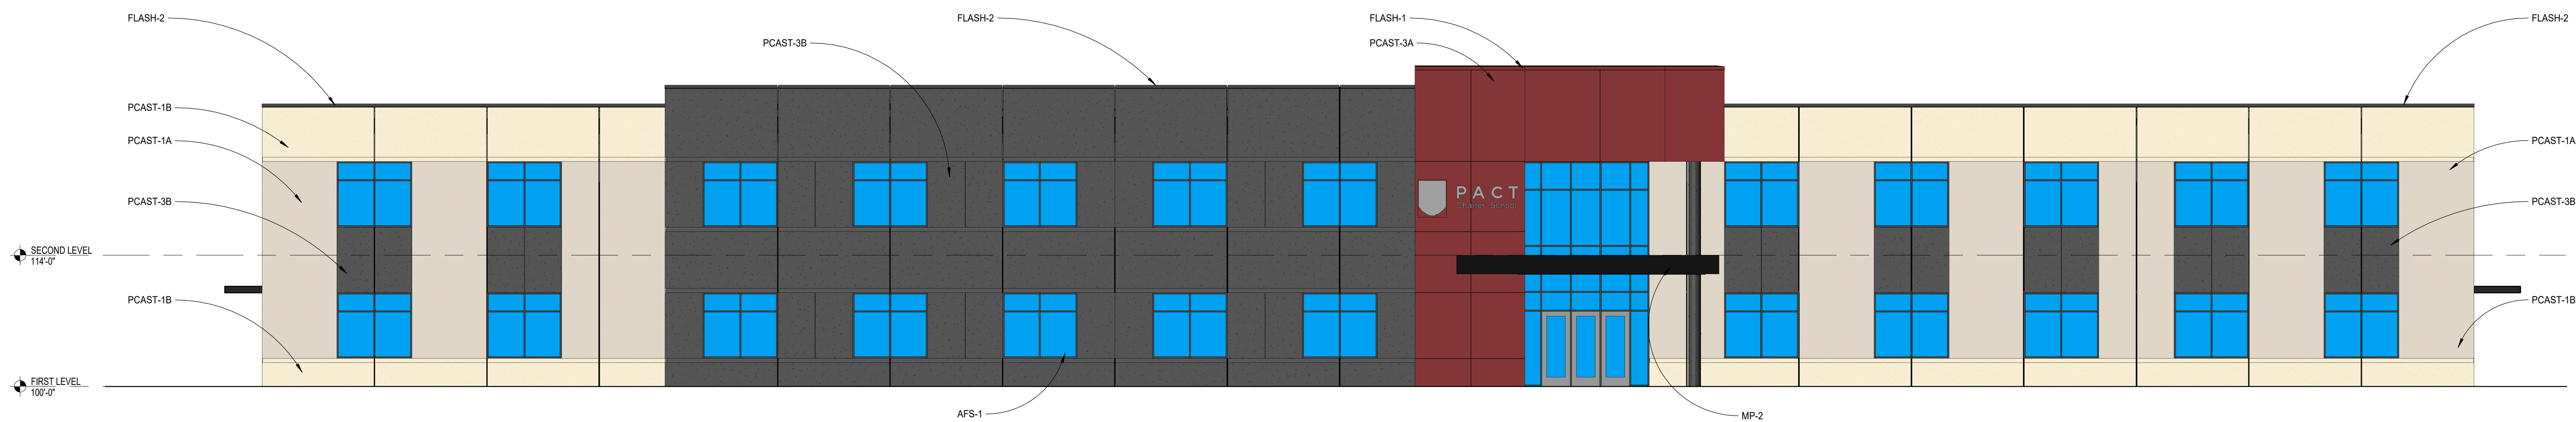 FLASH-2
FLASH-2
FLASH-1
FLASH-2
PCAST-3B
PCAST-3A
PCAST-1B
PCAST-1A
PCAST-1A
PCAST-3B
PCAST-3B
PACT
Charter School
SECOND LEVEL
114'-0"
PCAST-1B
PCAST-1B
FIRST LEVEL
100'-0"
AFS-1
MP-2